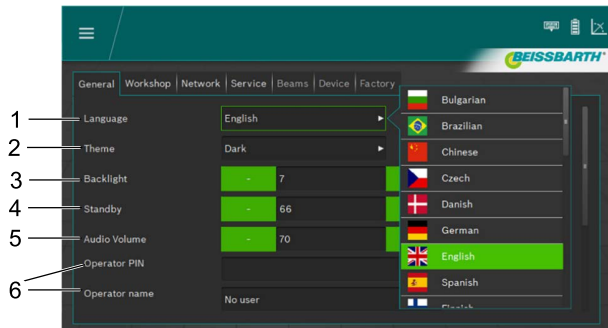 BEISSBARTH
General Workshop Network Service Beams Device Factory
1 Language English
2 Theme Dark
3 Backlight - 7
4 Standby - 66
5 Audio Volume - 70
6 Operator PIN
Operator name No user
Bulgarian
Brazilian
Chinese
Czech
Danish
German
English
Spanish
Finnish